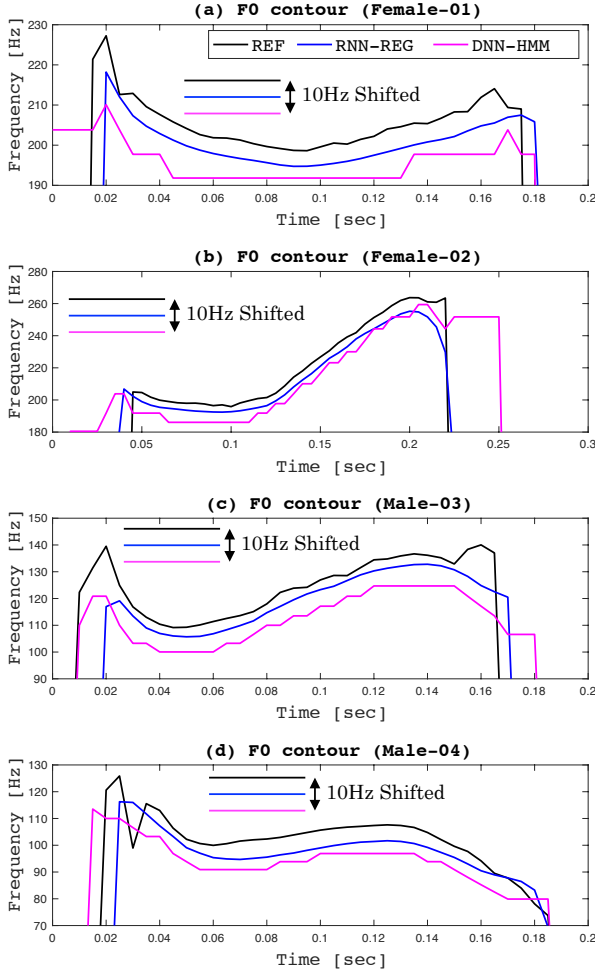 (a) F0 contour (Female-01)
Frequency [Hz]
230
220
210
200
190
REF
RNN-REG
DNN-HMM
10Hz Shifted
0 0.02 0.04 0.06 0.08 0.1 0.12 0.14 0.16 0.18 0.2
Time [sec]
(b) F0 contour (Female-02)
Frequency [Hz]
280
260
240
220
200
180
10Hz Shifted
0.05 0.1 0.15 0.2 0.25 0.3
Time [sec]
(c) F0 contour (Male-03)
Frequency [Hz]
150
140
130
120
110
100
90
10Hz Shifted
0 0.02 0.04 0.06 0.08 0.1 0.12 0.14 0.16 0.18 0.2
Time [sec]
(d) F0 contour (Male-04)
Frequency [Hz]
130
120
110
100
90
80
70
10Hz Shifted
0 0.02 0.04 0.06 0.08 0.1 0.12 0.14 0.16 0.18 0.2
Time [sec]